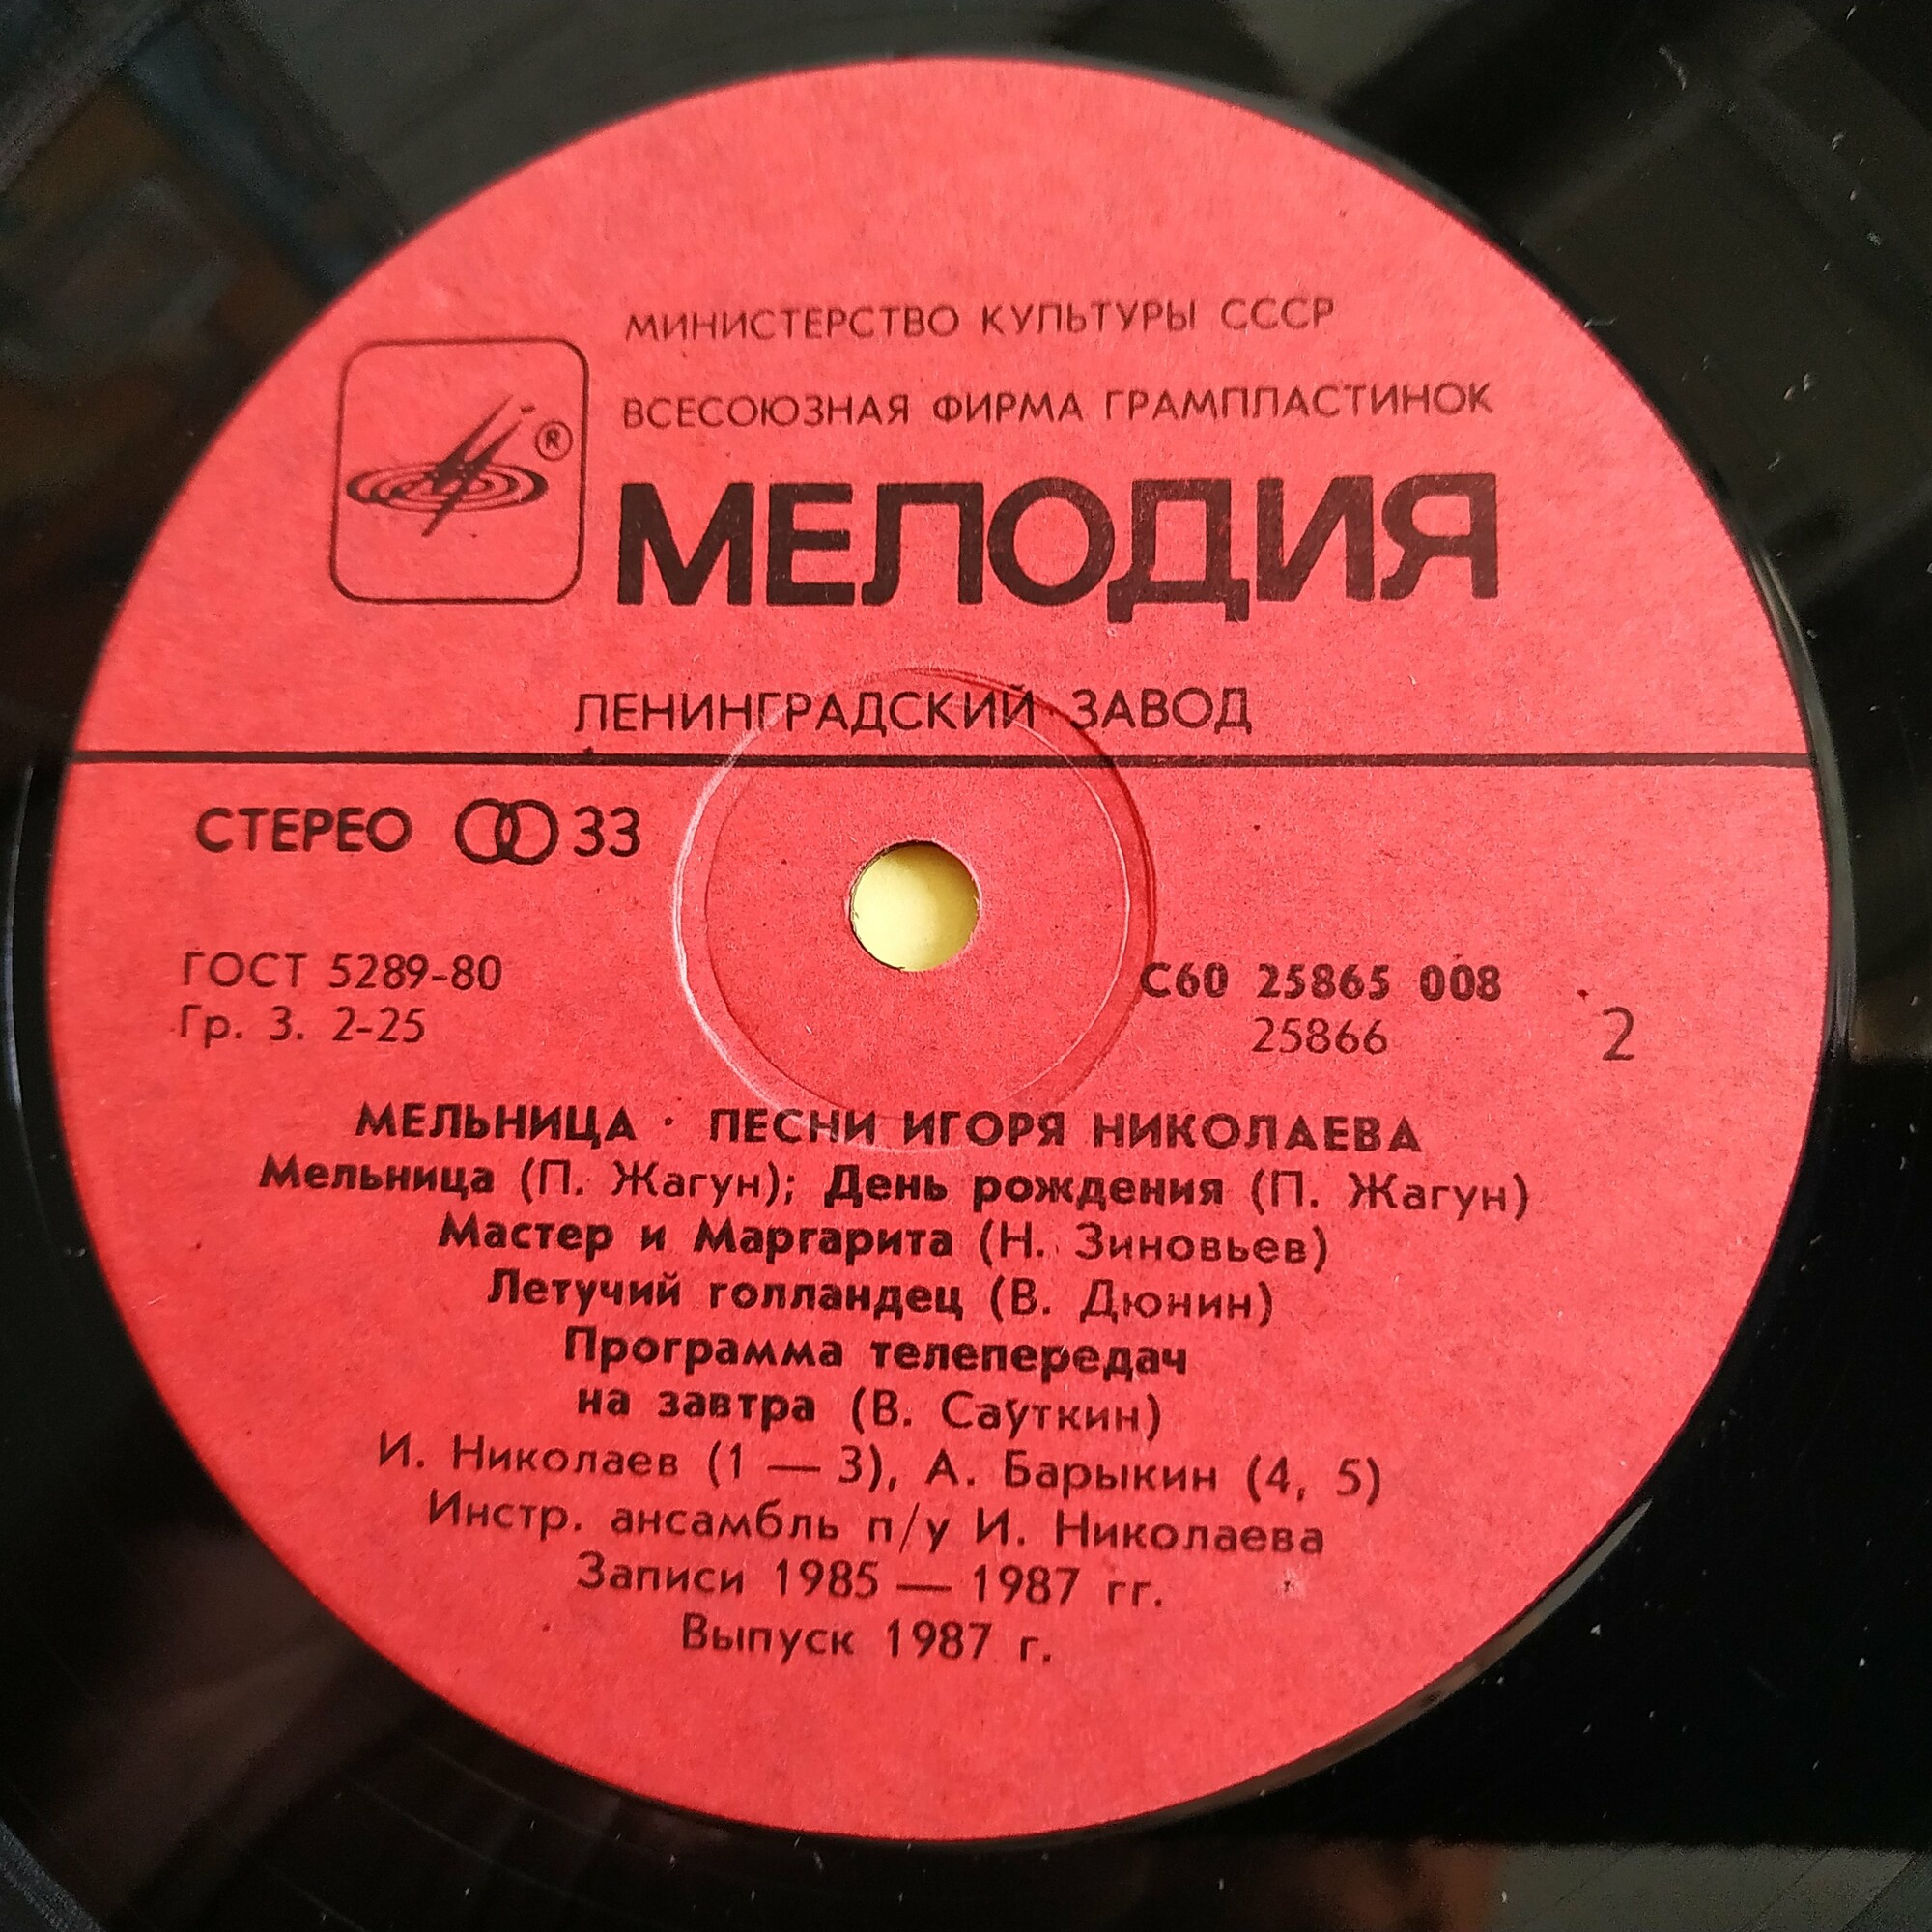 МИНИСТЕРСТВО КУЛЬТУРЫ СССР
ВСЕСОЮЗНАЯ ФИРМА ГРАМПЛАСТИНОК
®
МЕЛОДИЯ
ЛЕНИНГРАДСКИЙ ЗАВОД
СТЕРЕО 33
ГОСТ 5289-80
Гр. 3. 2-25
С60 25865 008
25866
2
МЕЛЬНИЦА · ПЕСНИ ИГОРЯ НИКОЛАЕВА
Мельница (П. Жагун); День рождения (П. Жагун)
Мастер и Маргарита (Н. Зиновьев)
Летучий голландец (В. Дюнин)
Программа телепередач
на завтра (В. Сауткин)
И. Николаев (1 — 3), А. Барыкин (4, 5)
Инстр. ансамбль п/у И. Николаева
Записи 1985 — 1987 гг.
Выпуск 1987 г.